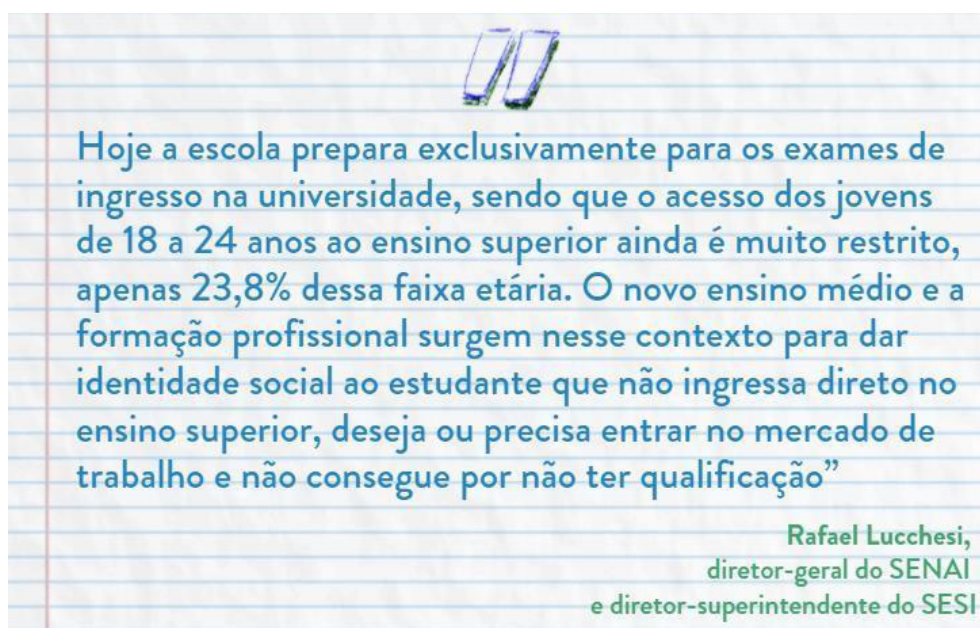 "
Hoje a escola prepara exclusivamente para os exames de
ingresso na universidade, sendo que o acesso dos jovens
de 18 a 24 anos ao ensino superior ainda é muito restrito,
apenas 23,8% dessa faixa etária. O novo ensino médio e a
formação profissional surgem nesse contexto para dar
identidade social ao estudante que não ingressa direto no
ensino superior, deseja ou precisa entrar no mercado de
trabalho e não consegue por não ter qualificação”
Rafael Lucchesi,
diretor-geral do SENAI
e diretor-superintendente do SESI